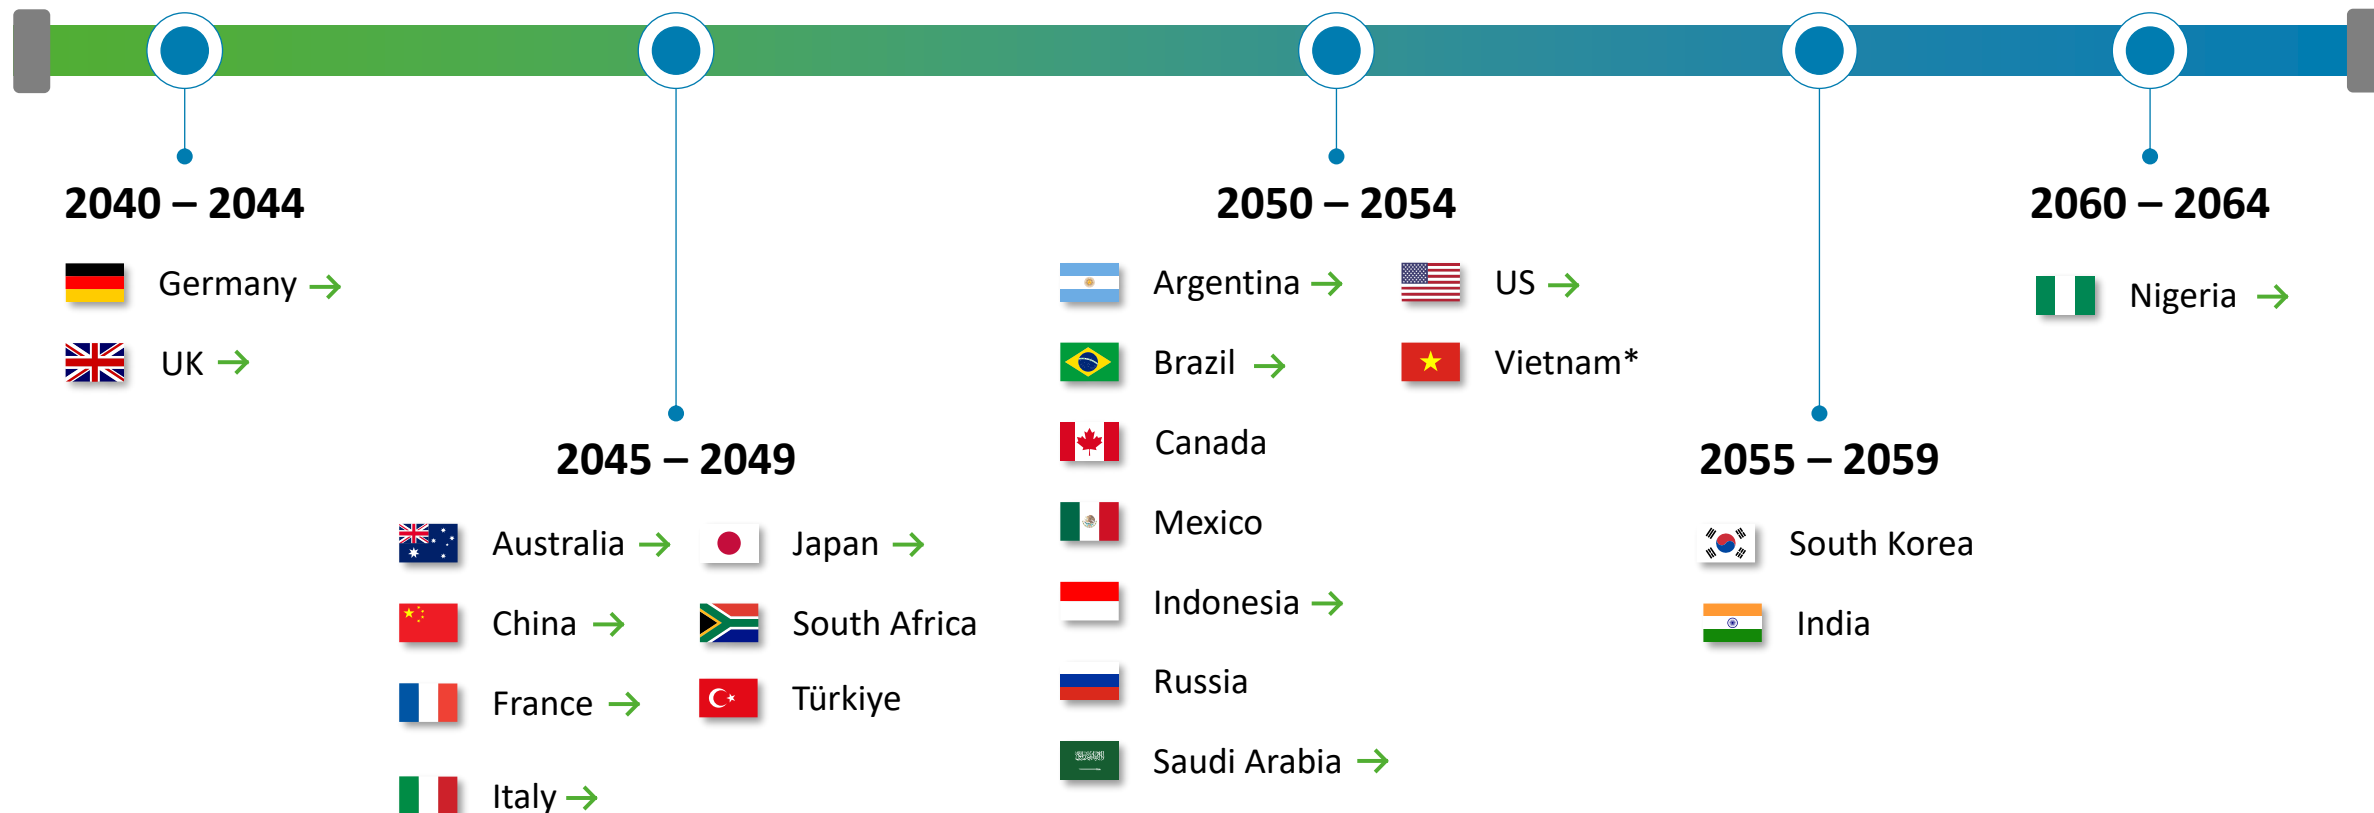 2040 – 2044
Germany →
UK →
2045 – 2049
Australia →
China →
France →
Italy →
Japan →
South Africa
Türkiye
2050 – 2054
Argentina →
Brazil →
Canada
Mexico
Indonesia →
Russia
Saudi Arabia →
US →
Vietnam*
2055 – 2059
South Korea
India
2060 – 2064
Nigeria →